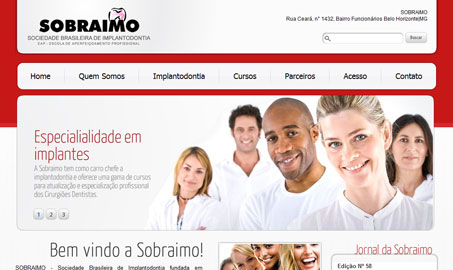 SOBRAIMO
SOCIEDADE BRASILEIRA DE IMPLANTODONTIA
EAP - ESCOLA DE APERFEIÇOAMENTO PROFISSIONAL
SOBRAIMO
Rua Ceará, n° 1432, Bairro Funcionários Belo Horizonte|MG
Buscar
Home Quem Somos Implantodontia Cursos Parceiros Acesso Contato
Especialialidade em
implantes
A Sobraimo tem como carro chefe a
implantodontia e oferece uma gama de cursos
para atualização e especialização profissional
dos Cirurgiões Dentistas.
1 2 3
Bem vindo a Sobraimo!
SOBRAIMO - Sociedade Brasileira de Implantodontia fundada em
Jornal da Sobraimo
Edição N° 58